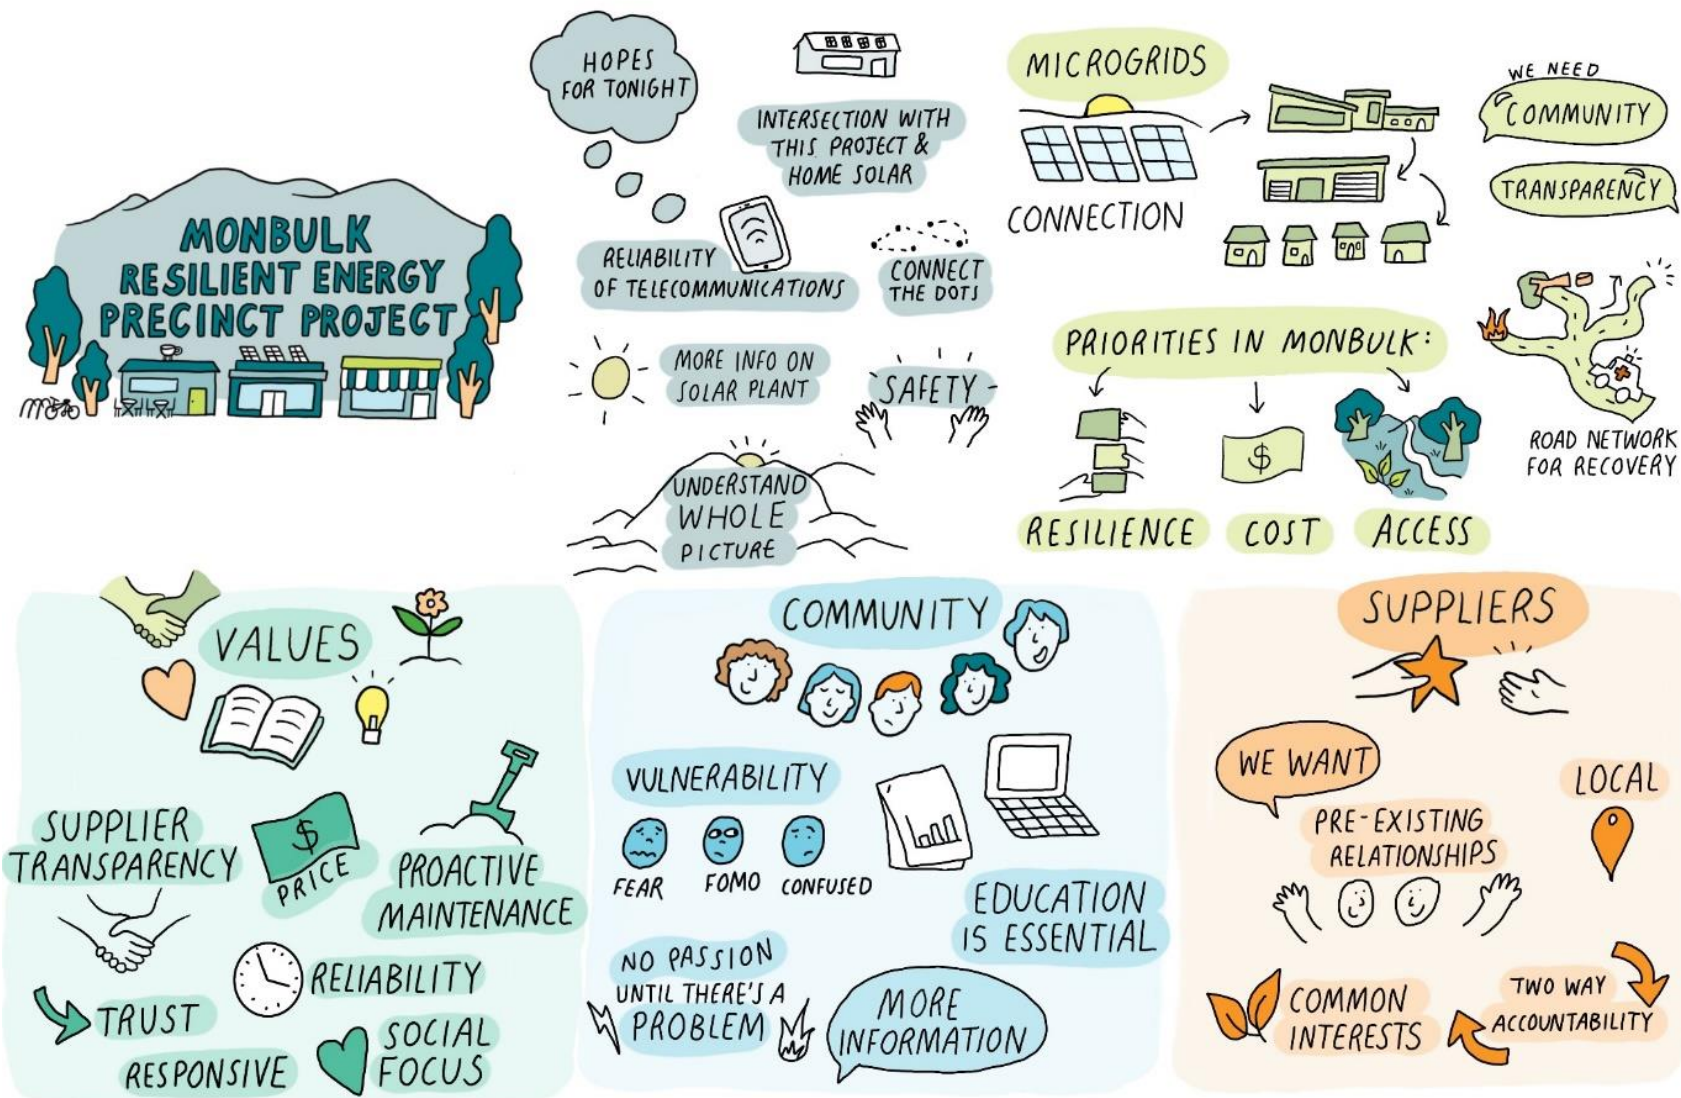 MONBULK
RESILIENT ENERGY
PRECINCT PROJECT
HOPES
FOR TONIGHT
INTERSECTION WITH
THIS PROJECT &
HOME SOLAR
RELIABILITY
OF TELECOMMUNICATIONS
CONNECT
THE DOTS
MORE INFO ON
SOLAR PLANT
SAFETY
UNDERSTAND
WHOLE
PICTURE
MICROGRIDS
CONNECTION
WE NEED
COMMUNITY
TRANSPARENCY
PRIORITIES IN MONBULK:
RESILIENCE
$
COST
ACCESS
ROAD NETWORK
FOR RECOVERY
VALUES
SUPPLIER
TRANSPARENCY
$
PRICE
PROACTIVE
MAINTENANCE
RELIABILITY
TRUST
RESPONSIVE
SOCIAL
FOCUS
COMMUNITY
VULNERABILITY
FEAR
FOMO
CONFUSED
EDUCATION
IS ESSENTIAL
NO PASSION
UNTIL THERE'S A
PROBLEM
MORE
INFORMATION
SUPPLIERS
WE WANT
LOCAL
PRE-EXISTING
RELATIONSHIPS
COMMON
INTERESTS
TWO WAY
ACCOUNTABILITY